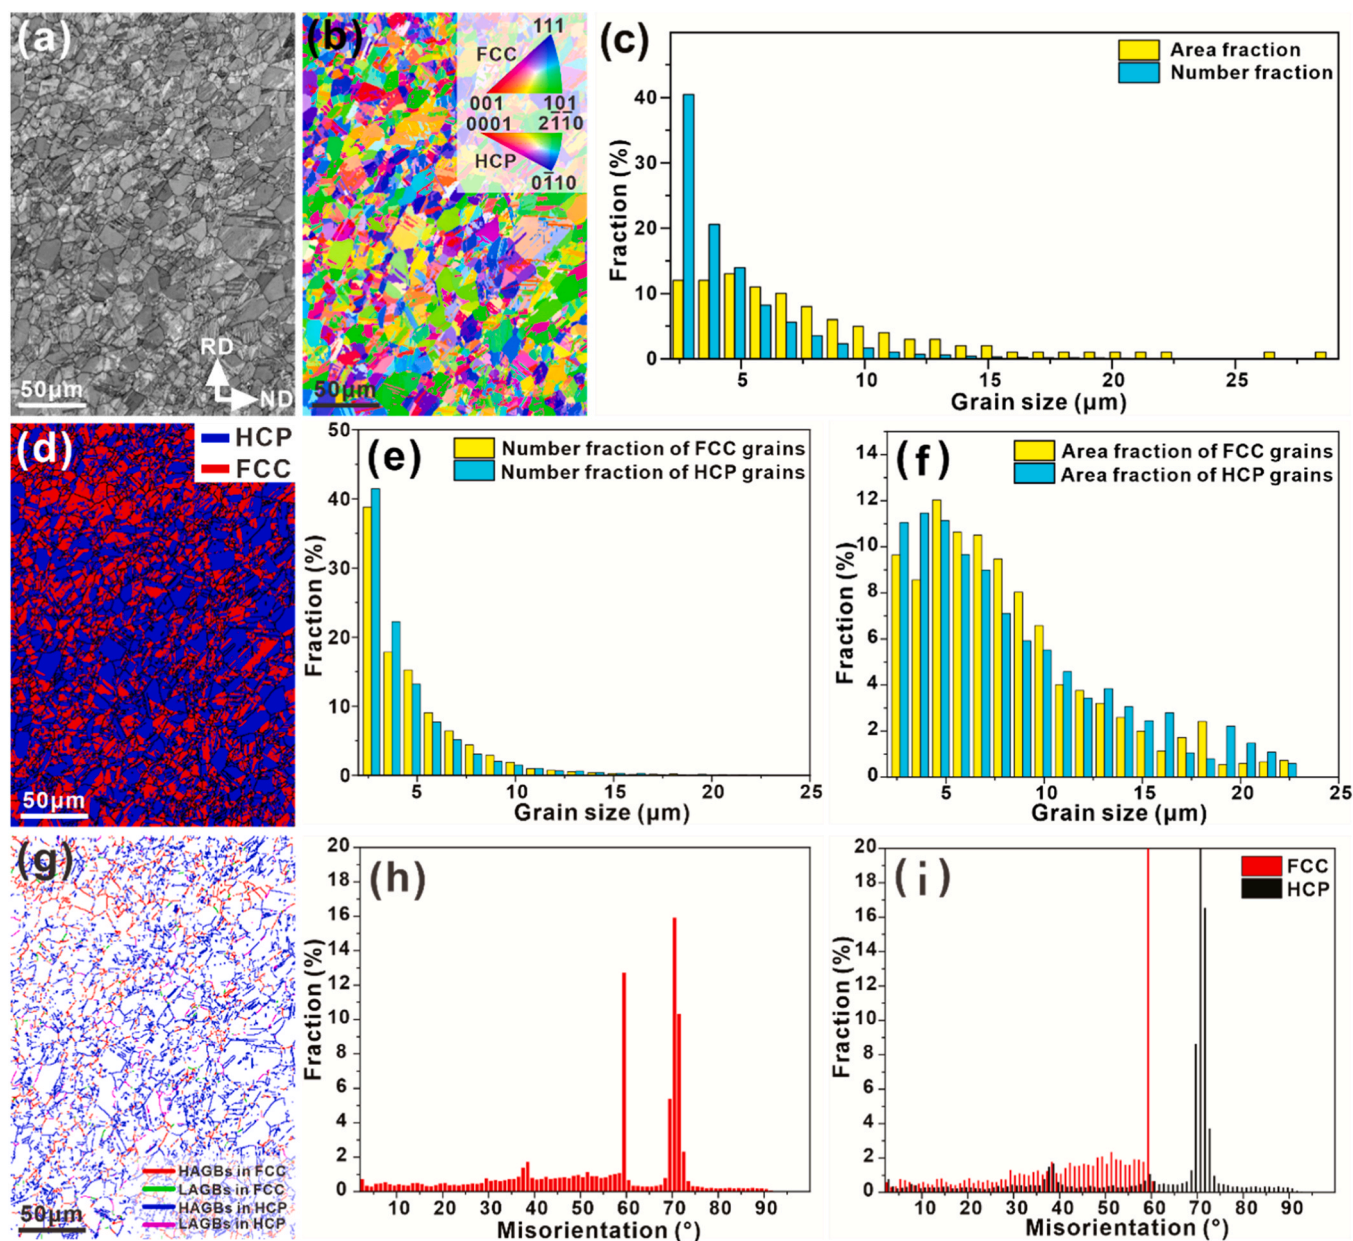 (a)
RD
ND
50μm
(b)
FCC
111
001
101
0001
2110
HCP
0110
50μm
(c)
Area fraction
Number fraction
Fraction (%)
40
30
20
10
0
5
10
15
20
25
Grain size (μm)
(d)
HCP
FCC
50μm
(e)
Number fraction of FCC grains
Number fraction of HCP grains
Fraction (%)
50
40
30
20
10
0
5
10
15
20
25
Grain size (μm)
(f)
Area fraction of FCC grains
Area fraction of HCP grains
Fraction (%)
14
12
10
8
6
4
2
0
5
10
15
20
25
Grain size (μm)
(g)
HAGBs in FCC
LAGBs in FCC
HAGBs in HCP
LAGBs in HCP
50μm
(h)
Fraction (%)
20
18
16
14
12
10
8
6
4
2
0
10 20 30 40 50 60 70 80 90
Misorientation (°)
(i)
FCC
HCP
Fraction (%)
20
18
16
14
12
10
8
6
4
2
0
10 20 30 40 50 60 70 80 90
Misorientation (°)